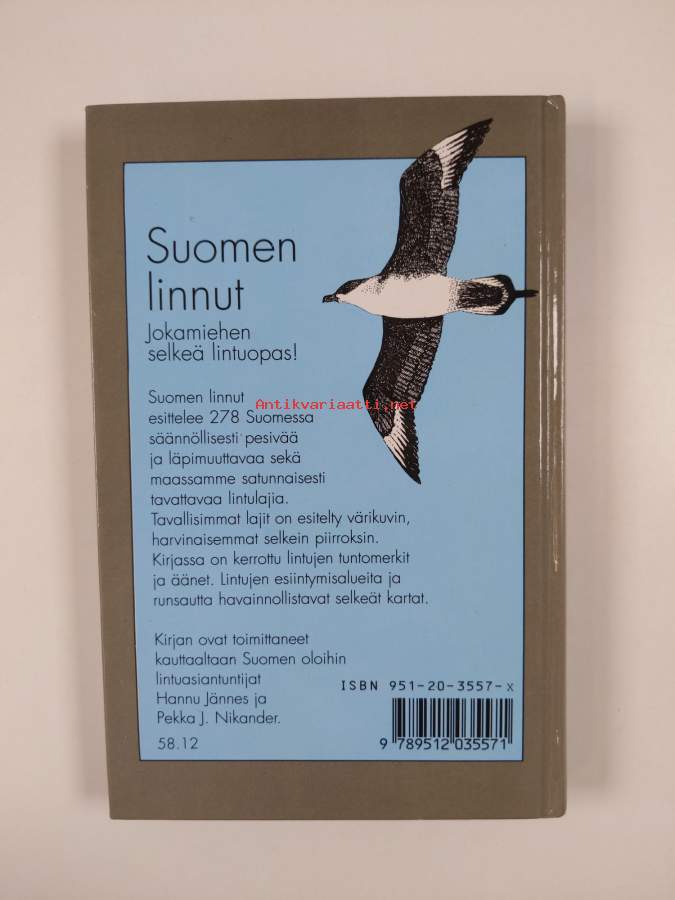 Suomen
linnut
Jokamiehen
selkeä lintuopas!
Suomen linnut
esittelee 278 Suomessa
säännöllisesti pesivää
ja läpimuuttavaa sekä
maassamme satunnaisesti
tavattavaa lintulajia.
Tavallisimmat lajit on esitelty värikuvin,
harvinaisemmat selkein piirroksin.
Kirjassa on kerrottu lintujen tuntomerkit
ja äänet. Lintujen esiintymisalueita ja
runsautta havainnollistavat selkeät kartat.
Kirjan ovat toimittaneet
kauttaaltaan Suomen oloihin
lintuasiantuntijat
Hannu Jännes ja
Pekka J. Nikander.
58.12
ISBN 951-20-3557-x
9 789512 035571
Antikvariaatti.net